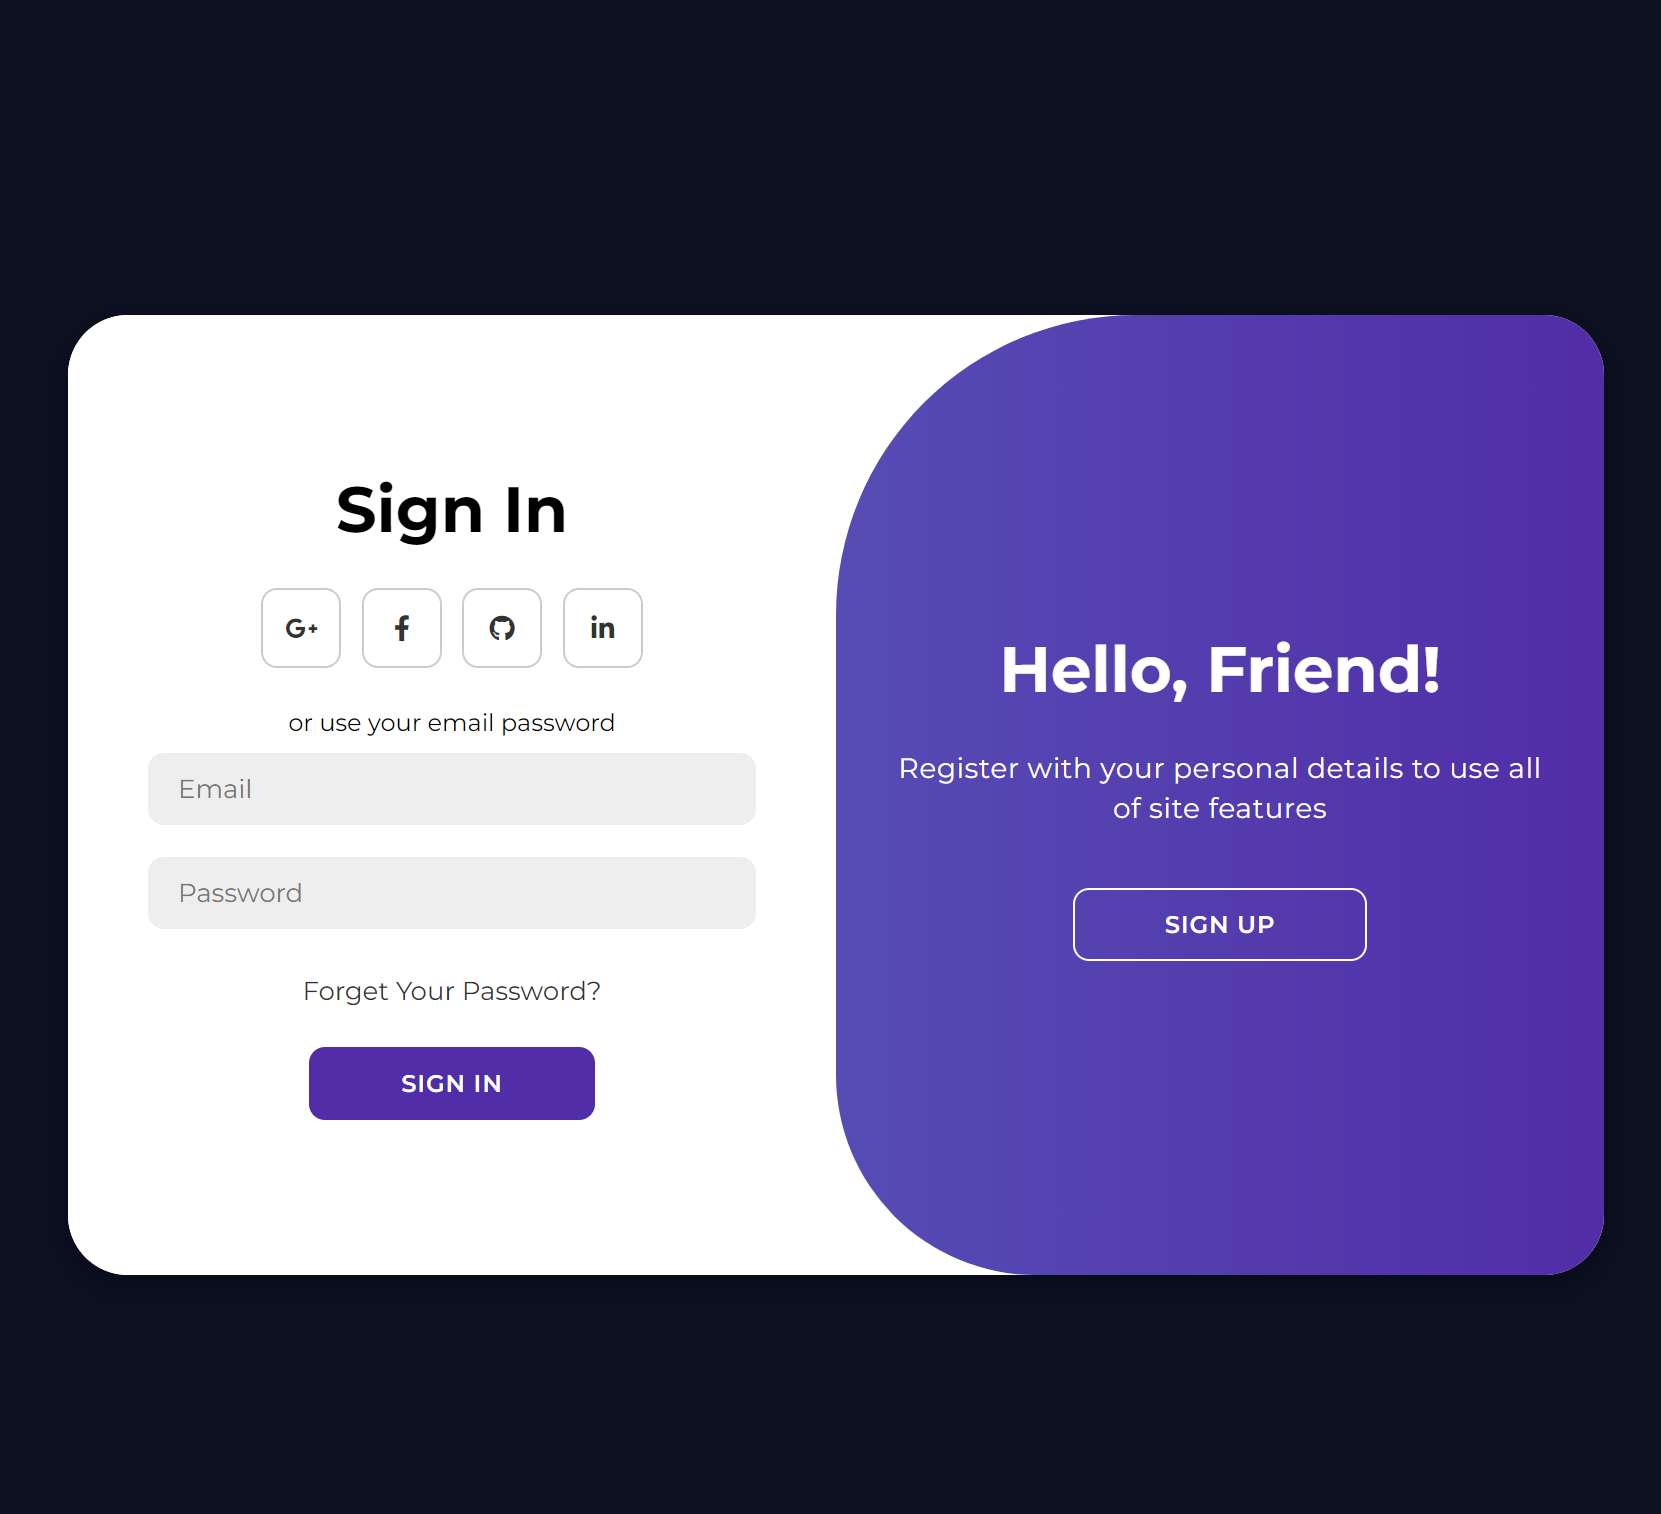 Sign In
G+
f
in
or use your email password
Email
Password
Forget Your Password?
SIGN IN
Hello, Friend!
Register with your personal details to use all
of site features
SIGN UP